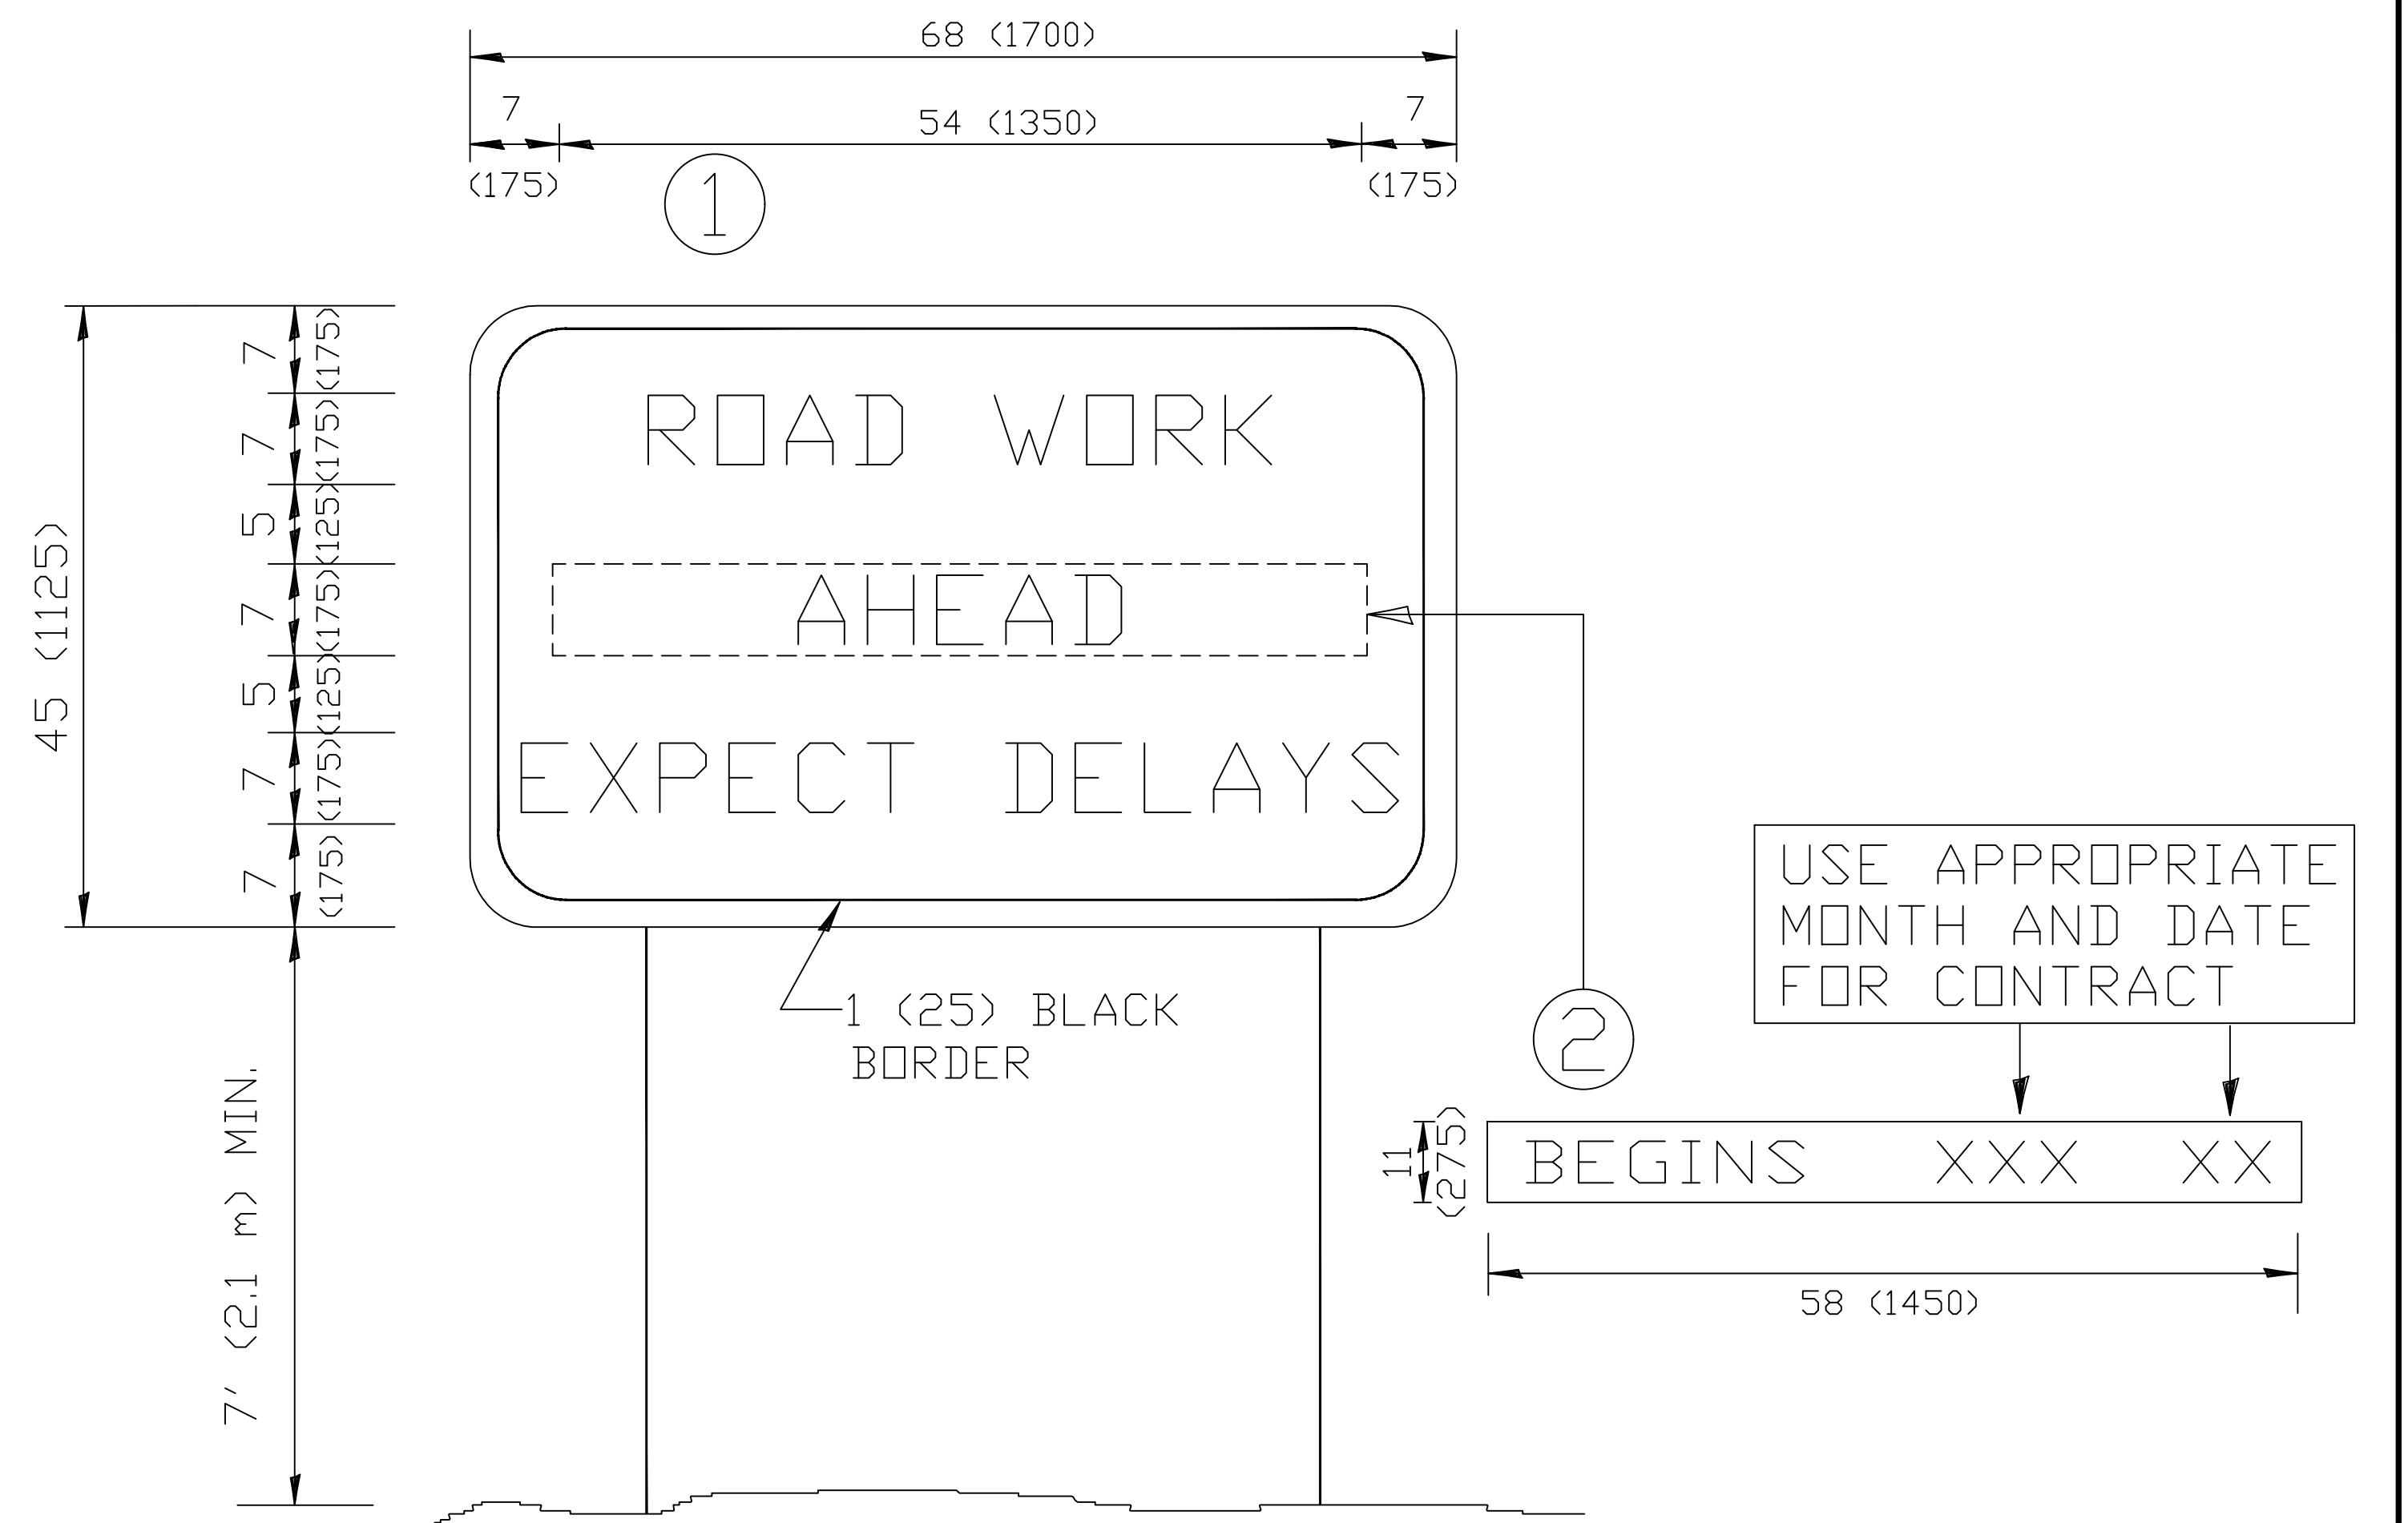 68 (1700)
7
54 (1350)
7
(175)
(175)
1
45 (1125)
7
(175)
7
(175)
5
(125)
7
(175)
5
(125)
7
(175)
7
(175)
7' (2.1 m) MIN.
ROAD WORK
AHEAD
EXPECT DELAYS
1 (25) BLACK
BORDER
2
USE APPROPRIATE
MONTH AND DATE
FOR CONTRACT
11
(275)
BEGINS XXX XX
58 (1450)